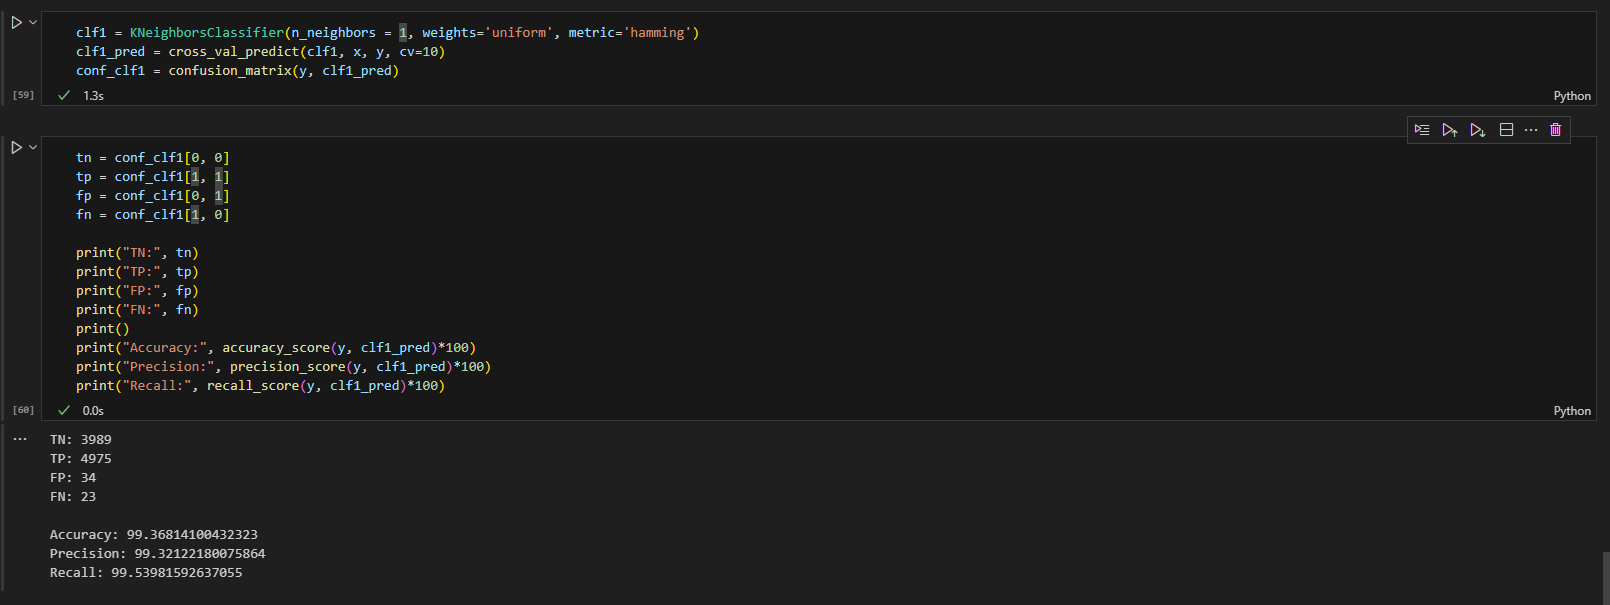 clf1 = KNeighborsClassifier(n_neighbors = 1, weights='uniform', metric='hamming')
clf1_pred = cross_val_predict(clf1, x, y, cv=10)
conf_clf1 = confusion_matrix(y, clf1_pred)
[59] 1.3s Python
tn = conf_clf1[0, 0]
tp = conf_clf1[1, 1]
fp = conf_clf1[0, 1]
fn = conf_clf1[1, 0]
print("TN:", tn)
print("TP:", tp)
print("FP:", fp)
print("FN:", fn)
print()
print("Accuracy:", accuracy_score(y, clf1_pred)*100)
print("Precision:", precision_score(y, clf1_pred)*100)
print("Recall:", recall_score(y, clf1_pred)*100)
[60] 0.0s Python
TN: 3989
TP: 4975
FP: 34
FN: 23
Accuracy: 99.36814100432323
Precision: 99.32122180075864
Recall: 99.53981592637055